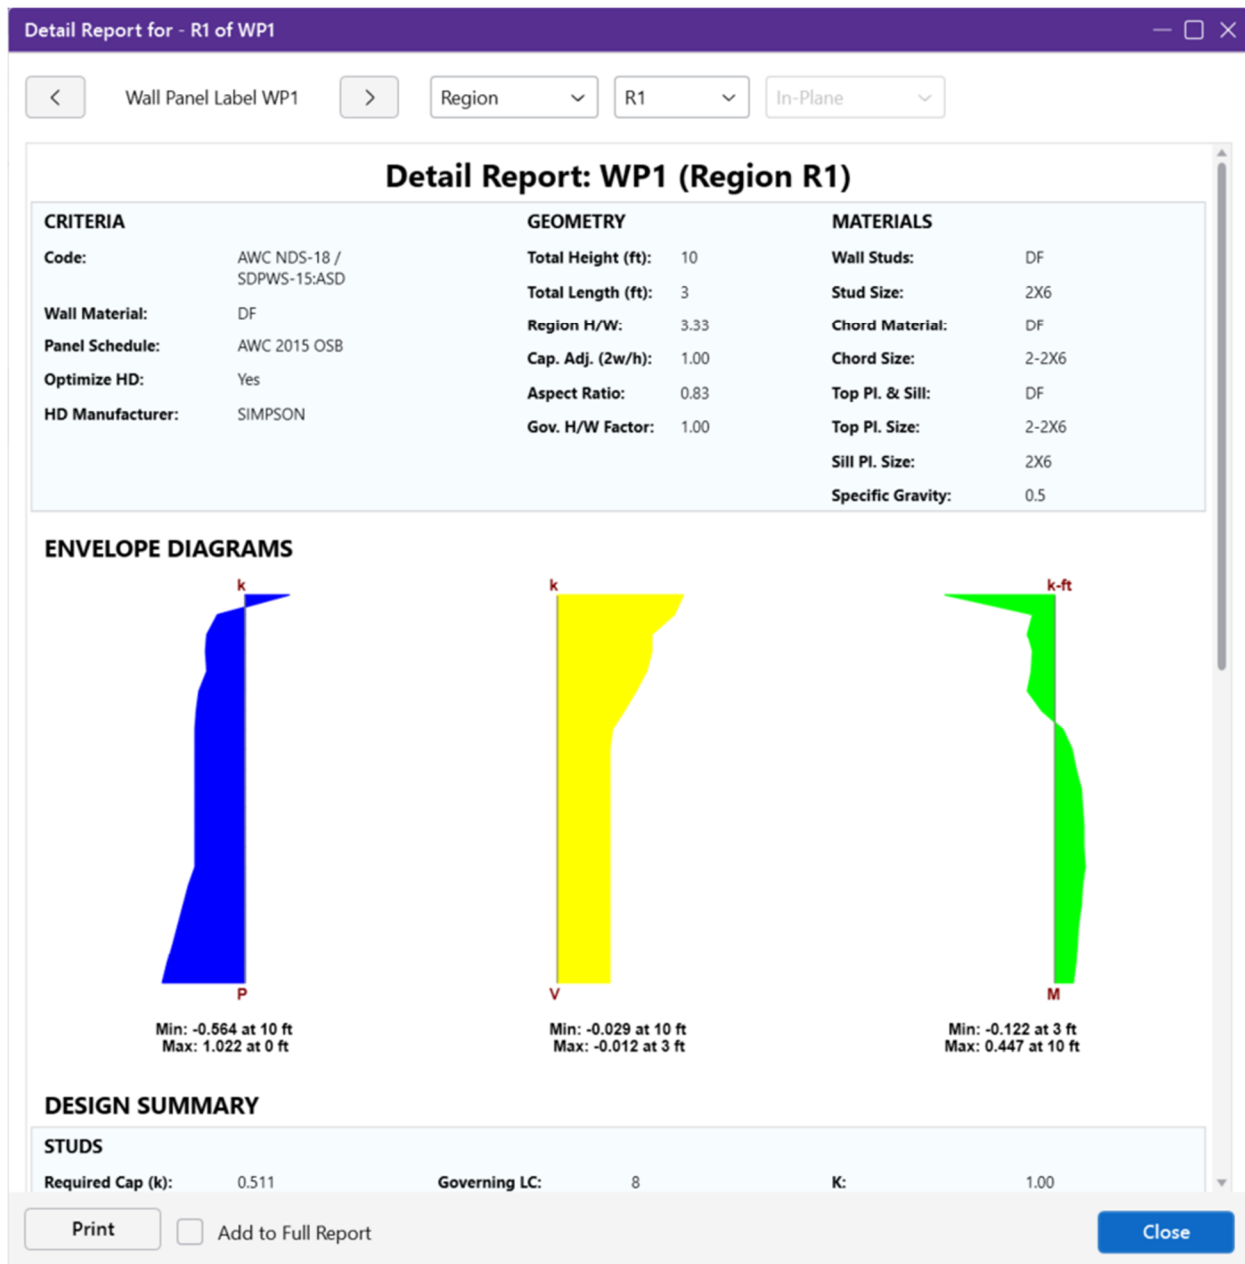 Detail Report for - R1 of WP1
Wall Panel Label WP1
Region
R1
In-Plane
Detail Report: WP1 (Region R1)
CRITERIA
Code: AWC NDS-18 /
SDPWS-15:ASD
Wall Material: DF
Panel Schedule: AWC 2015 OSB
Optimize HD: Yes
HD Manufacturer: SIMPSON
GEOMETRY
Total Height (ft): 10
Total Length (ft): 3
Region H/W: 3.33
Cap. Adj. (2w/h): 1.00
Aspect Ratio: 0.83
Gov. H/W Factor: 1.00
MATERIALS
Wall Studs: DF
Stud Size: 2X6
Chord Material: DF
Chord Size: 2-2X6
Top Pl. & Sill: DF
Top Pl. Size: 2-2X6
Sill Pl. Size: 2X6
Specific Gravity: 0.5
ENVELOPE DIAGRAMS
k
P
Min: -0.564 at 10 ft
Max: 1.022 at 0 ft
k
V
Min: -0.029 at 10 ft
Max: -0.012 at 3 ft
k-ft
M
Min: -0.122 at 3 ft
Max: 0.447 at 10 ft
DESIGN SUMMARY
STUDS
Required Cap (k): 0.511 Governing LC: 8 K: 1.00
Print
Add to Full Report
Close